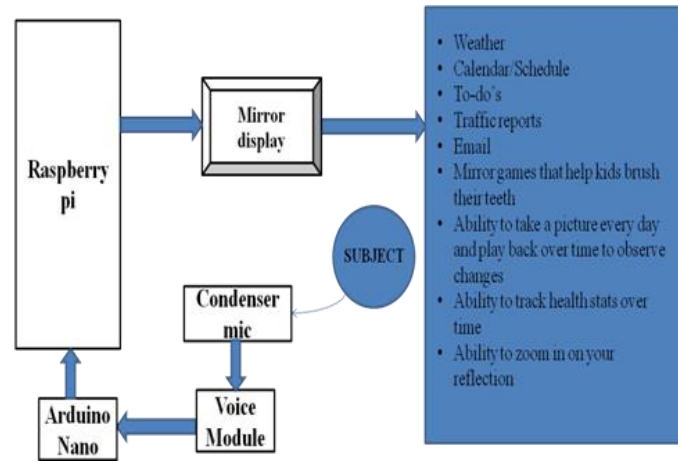 Raspberry
pi
Mirror
display
• Weather
• Calendar/Schedule
• To-do´s
• Traffic reports
• Email
• Mirror games that help kids brush
their teeth
• Ability to take a picture every day
and play back over time to observe
changes
• Ability to track health stats over
time
• Ability to zoom in on your
reflection
SUBJECT
Condenser
mic
Voice
Module
Arduino
Nano